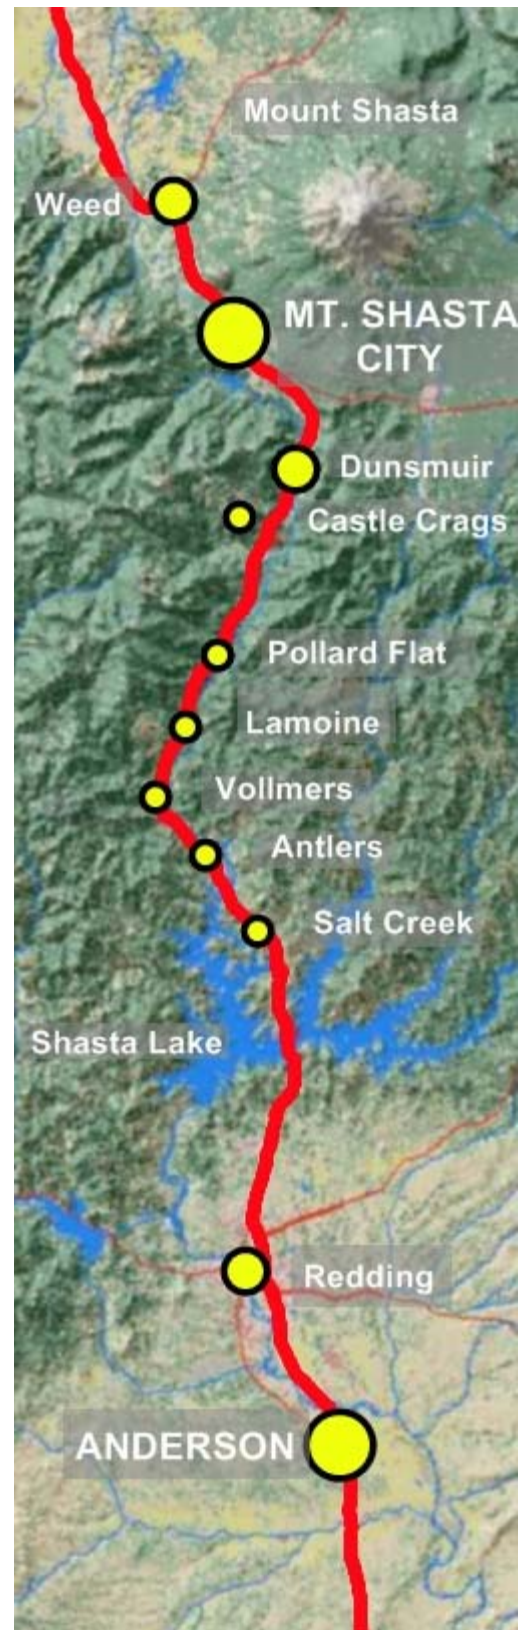 Mount Shasta
Weed
MT. SHASTA
CITY
Dunsmuir
Castle Crags
Pollard Flat
Lamoine
Vollmers
Antlers
Salt Creek
Shasta Lake
Redding
ANDERSON